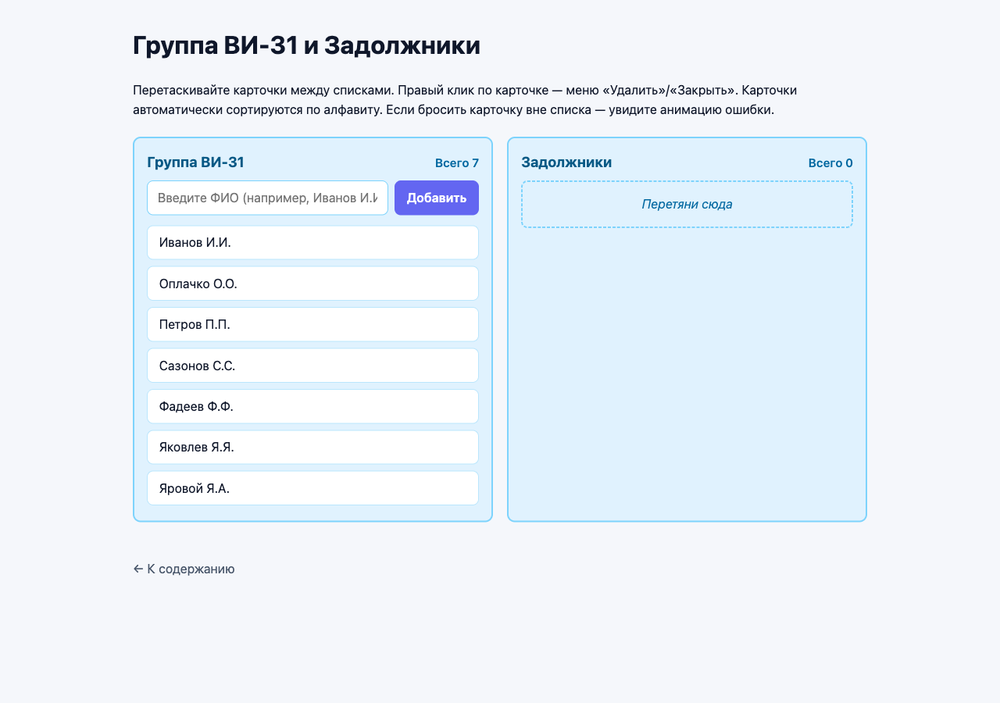 Группа ВИ-31 и Задолжники
Перетаскивайте карточки между списками. Правый клик по карточке — меню «Удалить»/«Закрыть». Карточки
автоматически сортируются по алфавиту. Если бросить карточку вне списка — увидите анимацию ошибки.
Группа ВИ-31
Всего 7
Введите ФИО (например, Иванов И.И
Добавить
Иванов И.И.
Оплачко О.О.
Петров П.П.
Сазонов С.С.
Фадеев Ф.Ф.
Яковлев Я.Я.
Яровой Я.А.
Задолжники
Всего 0
Перетяни сюда
← К содержанию